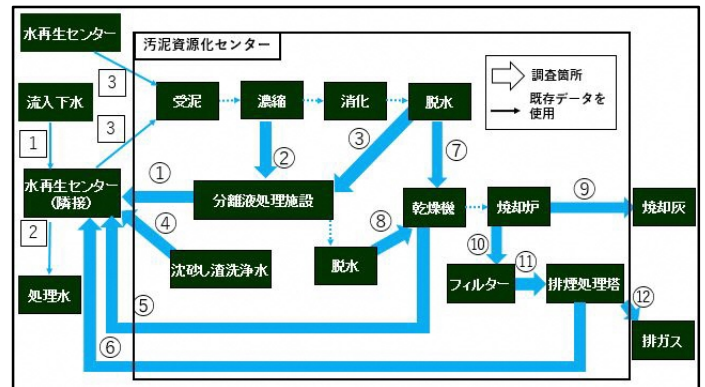 水再生センター
汚泥資源化センター
3
受泥
濃縮
消化
脱水
調査箇所
既存データを
使用
流入下水
1
3
②
③
⑦
水再生センター
(隣接)
①
分離液処理施設
⑧
乾燥機
焼却炉
⑨
焼却灰
2
④
沈砂し渣洗浄水
脱水
⑩
フィルター
⑪
排煙処理塔
⑫
処理水
⑤
⑥
排ガス